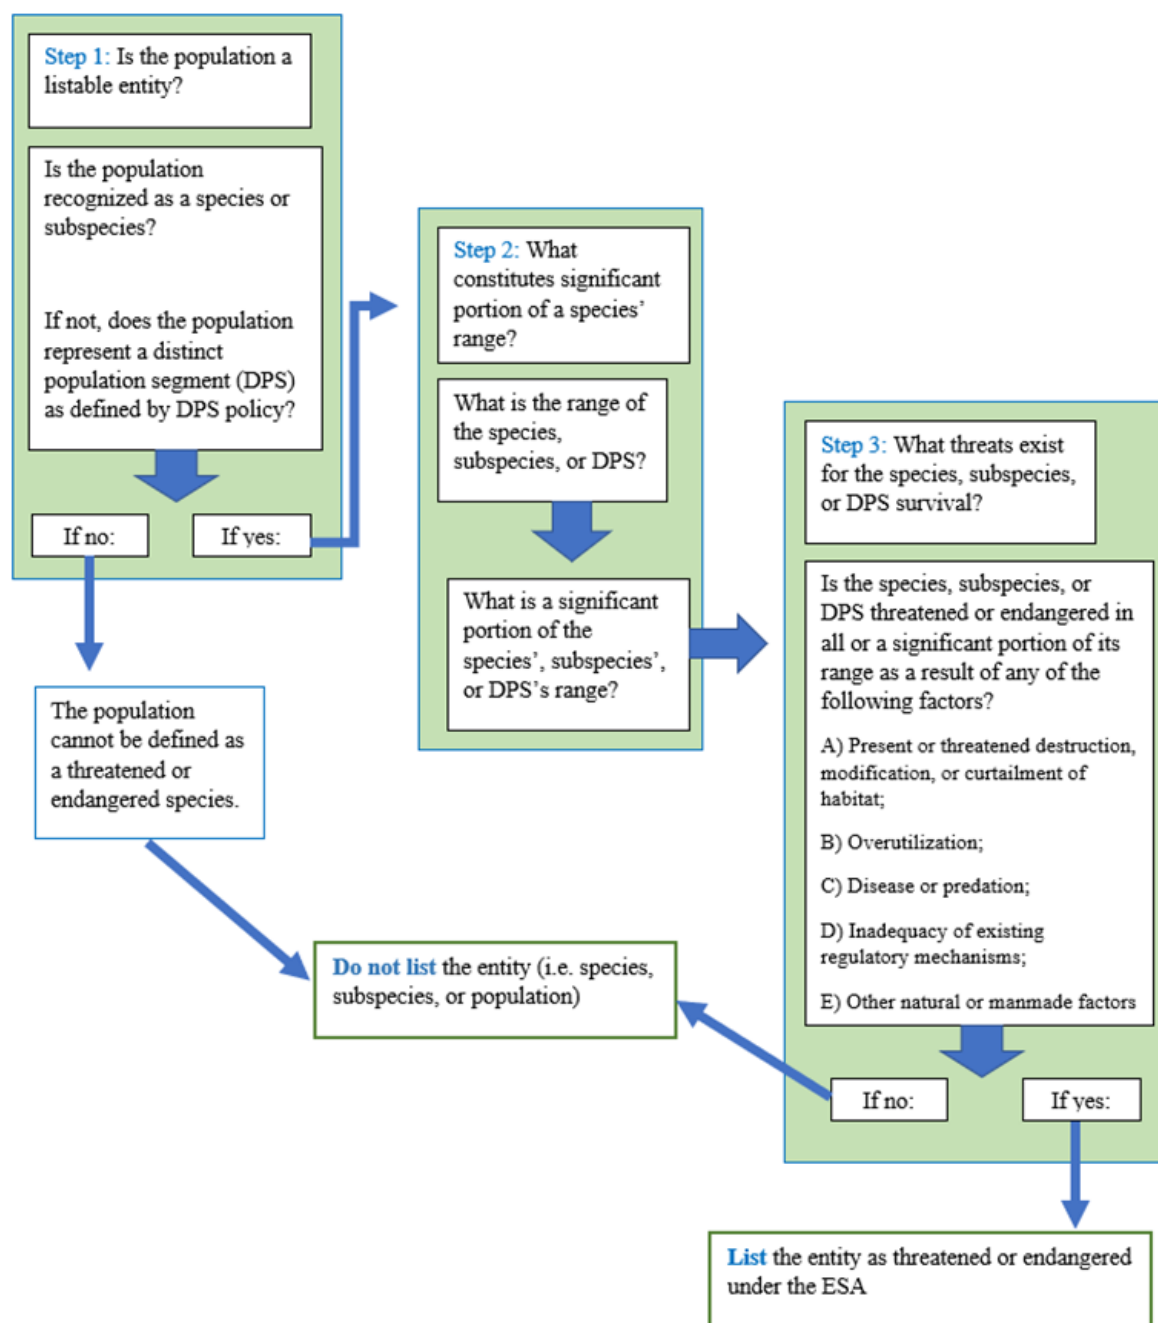 Step 1: Is the population a
listable entity?
Is the population
recognized as a species or
subspecies?
If not, does the population
represent a distinct
population segment (DPS)
as defined by DPS policy?
If no:
If yes:
The population
cannot be defined as
a threatened or
endangered species.
Step 2: What
constitutes significant
portion of a species’
range?
What is the range of
the species,
subspecies, or DPS?
What is a significant
portion of the
species’, subspecies’,
or DPS’s range?
Step 3: What threats exist
for the species, subspecies,
or DPS survival?
Is the species, subspecies, or
DPS threatened or endangered in
all or a significant portion of its
range as a result of any of the
following factors?
A) Present or threatened destruction,
modification, or curtailment of
habitat;
B) Overutilization;
C) Disease or predation;
D) Inadequacy of existing
regulatory mechanisms;
E) Other natural or manmade factors
If no:
If yes:
Do not list the entity (i.e. species,
subspecies, or population)
List the entity as threatened or endangered
under the ESA